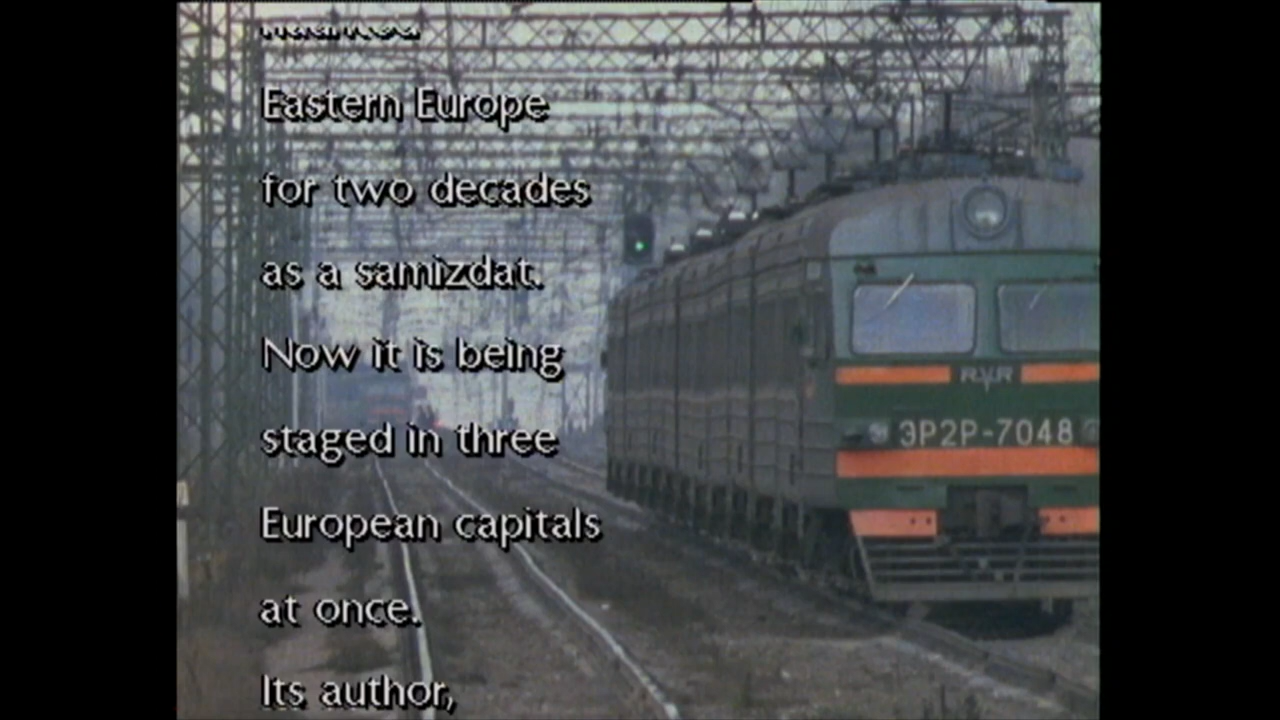 Eastern Europe
for two decades
as a samizdat.
Now it is being
staged in three
European capitals
at once.
Its author,
RVR
ЭР2Р-7048